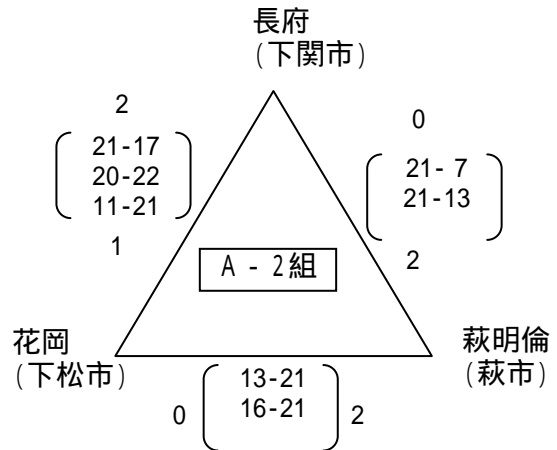 長府
(下関市)
2
21-17
20-22
11-21
1
0
21- 7
21-13
2
A - 2組
花岡
(下松市)
萩明倫
(萩市)
0
13-21
16-21
2